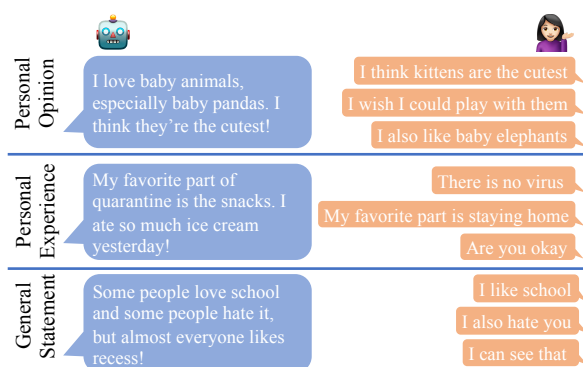 Personal
Opinion
I love baby animals,
especially baby pandas. I
think they're the cutest!
I think kittens are the cutest
I wish I could play with them
I also like baby elephants
Personal
Experience
My favorite part of
quarantine is the snacks. I
ate so much ice cream
yesterday!
There is no virus
My favorite part is staying home
Are you okay
General
Statement
Some people love school
and some people hate it,
but almost everyone likes
recess!
I like school
I also hate you
I can see that